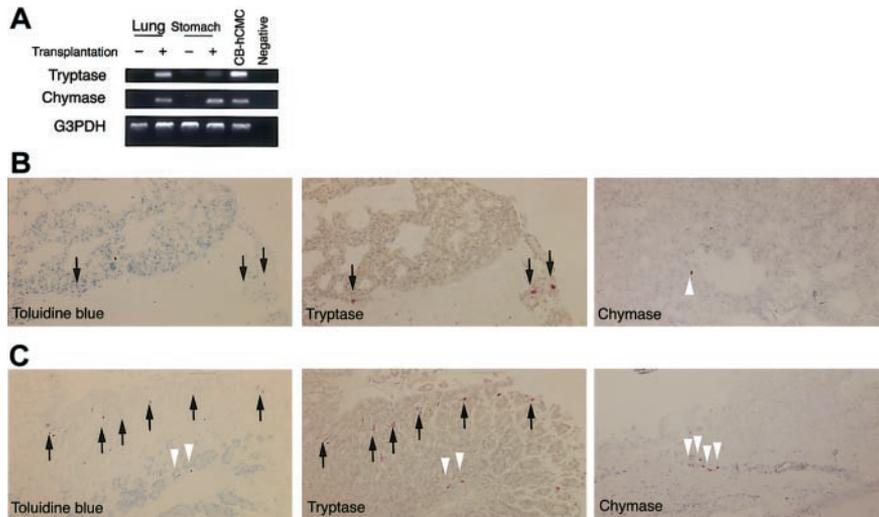 A
Lung Stomach CB-hCMC Negative
Transplantation − + − +
Tryptase
Chymase
G3PDH
B
Toluidine blue
Tryptase
Chymase
C
Toluidine blue
Tryptase
Chymase